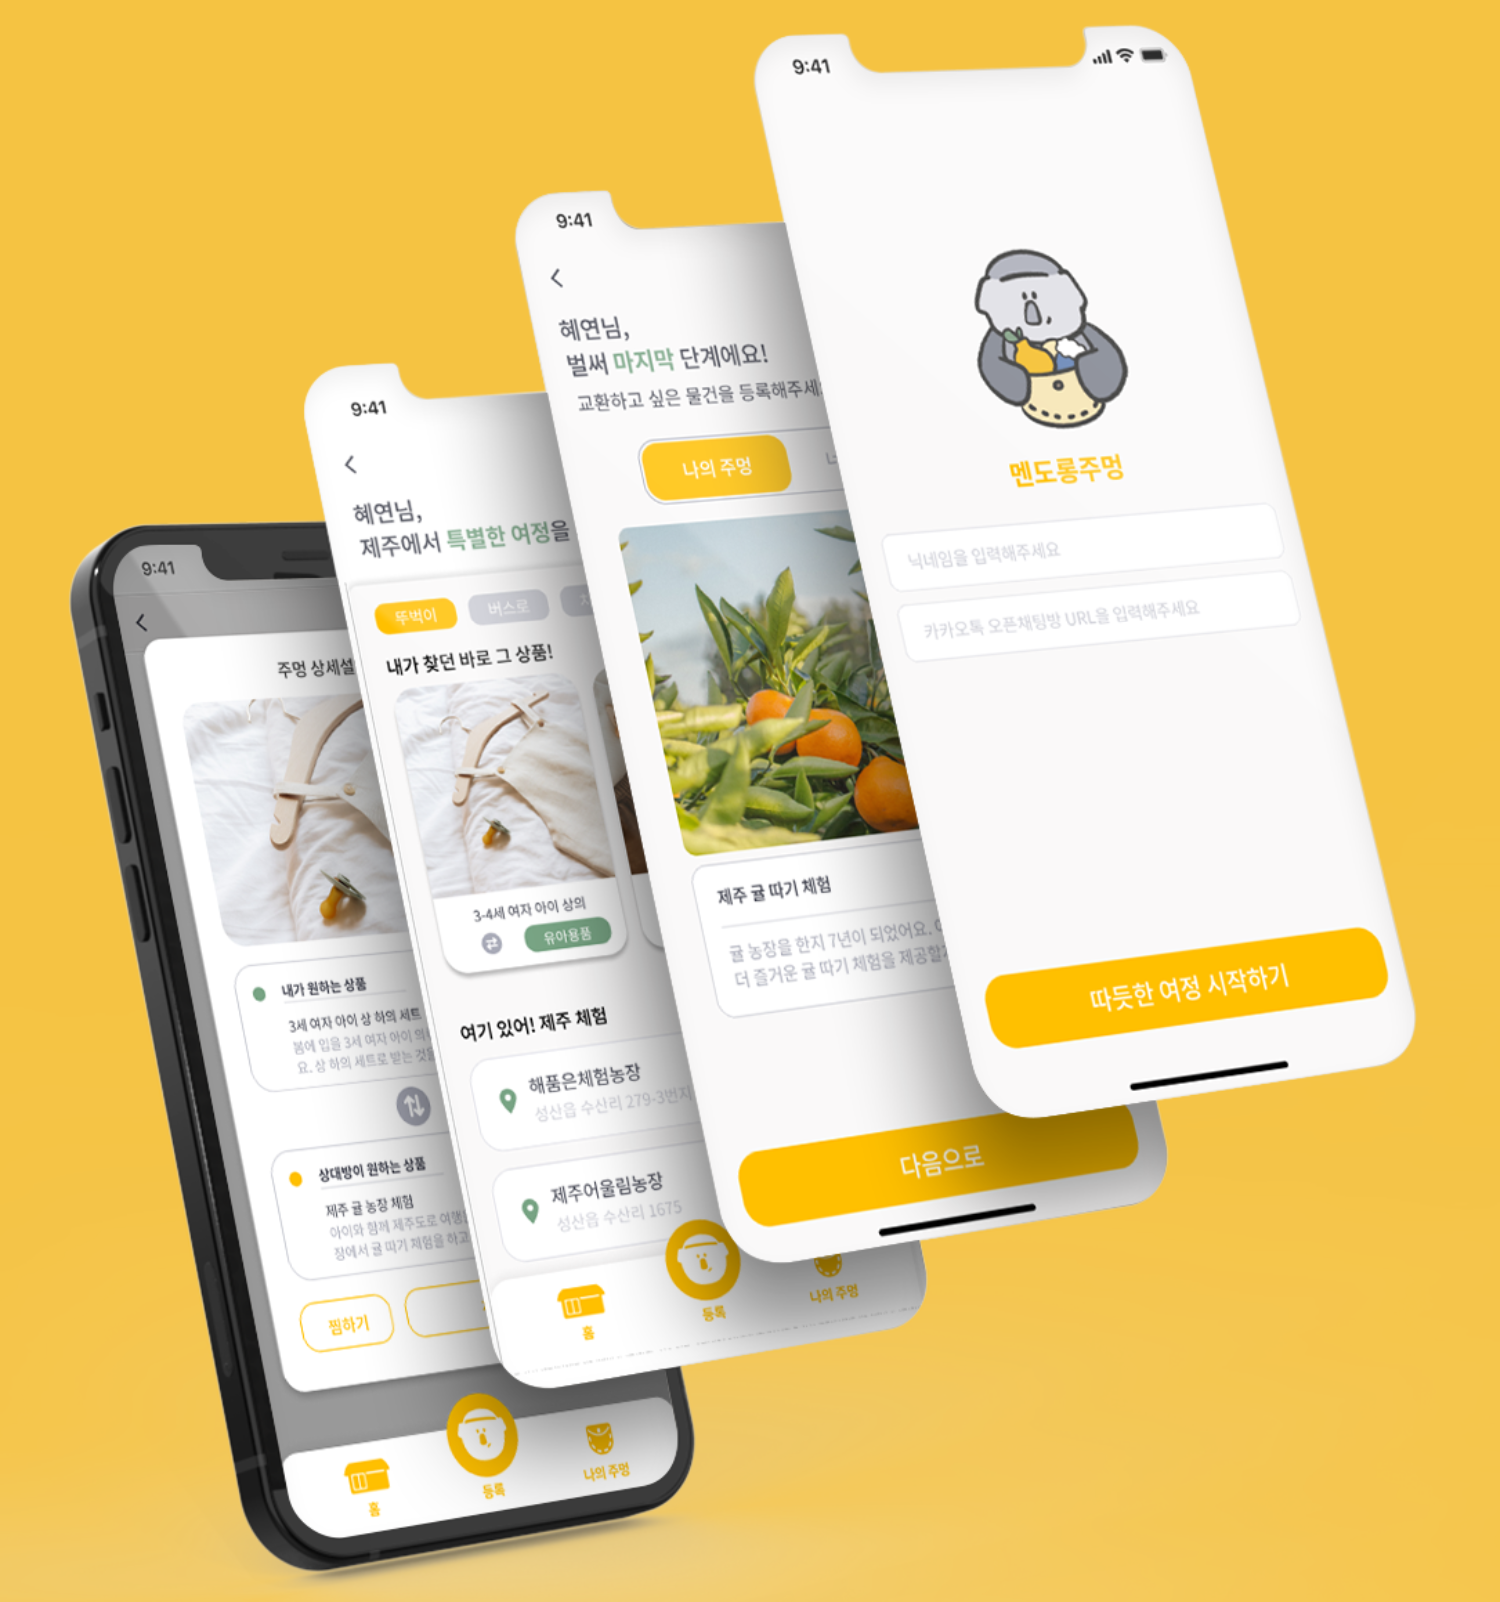 9:41
멘도롱주멍
닉네임을 입력해주세요
카카오톡 오픈채팅방 URL을 입력해주세요
따듯한 여정 시작하기
9:41
혜연님,
벌써 마지막 단계에요!
교환하고 싶은 물건을 등록해주세
나의 주멍
제주 귤 따기 체험
귤 농장을 한지 7년이 되었어요.
더 즐거운 귤 따기 체험을
다음으로
9:41
혜연님,
제주에서 특별한 여정을
뚜벅이
버스로
내가 찾던 바로 그 상품!
3-4세 여자 아이 상의
유아용품
여기 있어! 제주 체험
해품은체험농장
성산읍 수산리 279-3번지
제주어울림농장
성산읍 수산리 1675
홈
등록
나의 주멍
9:41
주멍 상세설
내가 원하는 상품
3세 여자 아이 상 하의 세트
봄에 입을 3세 여자 아이
요. 상 하의 세트로 받는 것을
상대방이 원하는 상품
제주 귤 농장 체험
아이와 함께 제주도로
장에서 귤 따기 체험을 하고
찜하기
홈
등록
나의 주멍